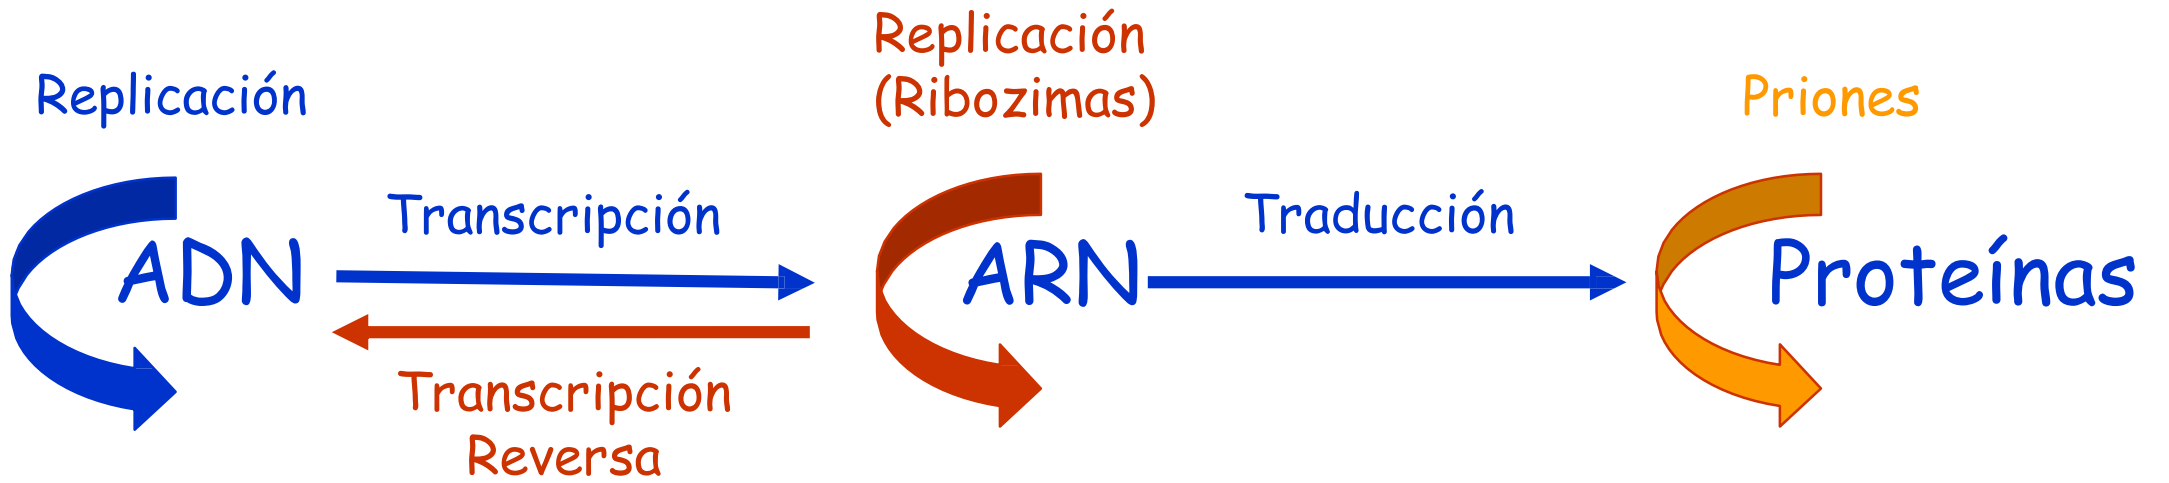 Replicación
Replicación
(Ribozimas)
Priones
Transcripción
Traducción
ADN
ARN
Proteínas
Transcripción
Reversa